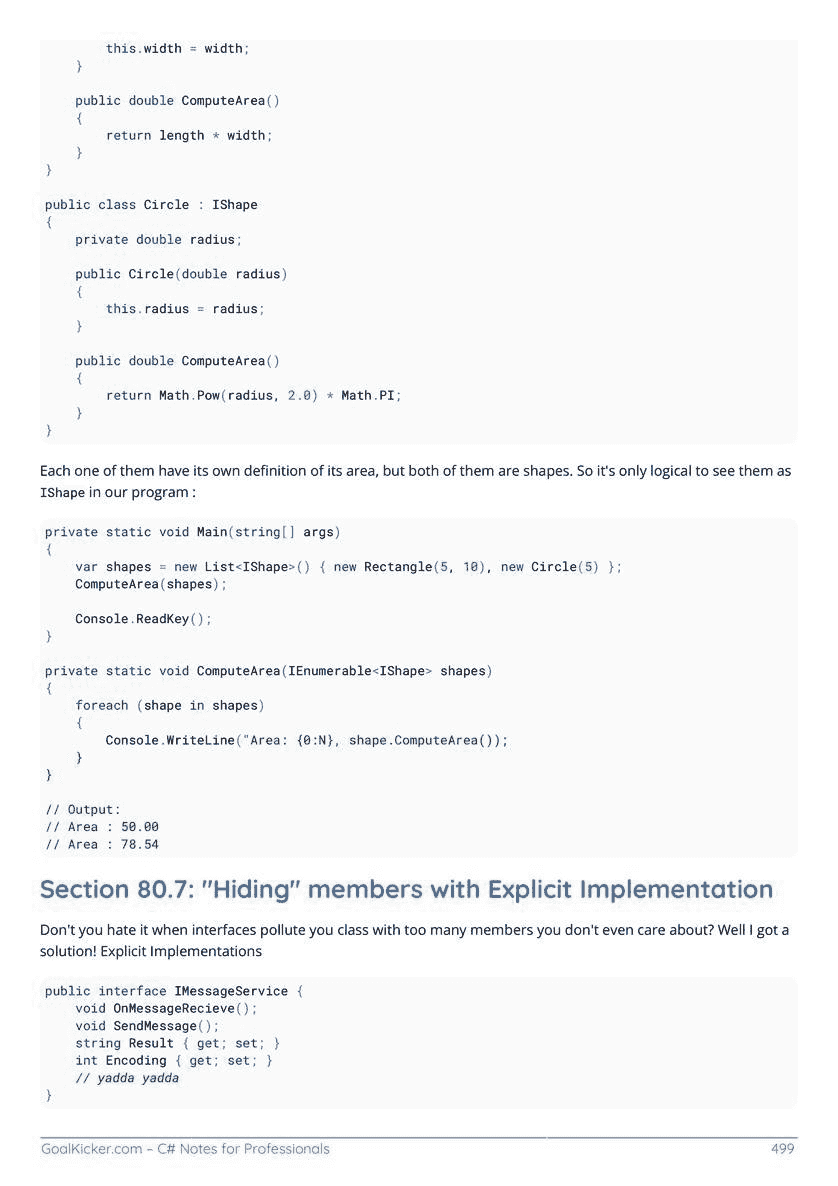 this.width = width;
    }

    public double ComputeArea()
    {
        return length * width;
    }
}

public class Circle : IShape
{
    private double radius;

    public Circle(double radius)
    {
        this.radius = radius;
    }

    public double ComputeArea()
    {
        return Math.Pow(radius, 2.0) * Math.PI;
    }
}
Each one of them have its own definition of its area, but both of them are shapes. So it's only logical to see them as
IShape in our program :
private static void Main(string[] args)
{
    var shapes = new List<IShape>() { new Rectangle(5, 10), new Circle(5) };
    ComputeArea(shapes);

    Console.ReadKey();
}

private static void ComputeArea(IEnumerable<IShape> shapes)
{
    foreach (shape in shapes)
    {
        Console.WriteLine("Area: {0:N}, shape.ComputeArea());
    }
}

// Output:
// Area : 50.00
// Area : 78.54
Section 80.7: "Hiding" members with Explicit Implementation
Don't you hate it when interfaces pollute you class with too many members you don't even care about? Well I got a
solution! Explicit Implementations
public interface IMessageService {
    void OnMessageRecieve();
    void SendMessage();
    string Result { get; set; }
    int Encoding { get; set; }
    // yadda yadda
}
GoalKicker.com – C# Notes for Professionals
499